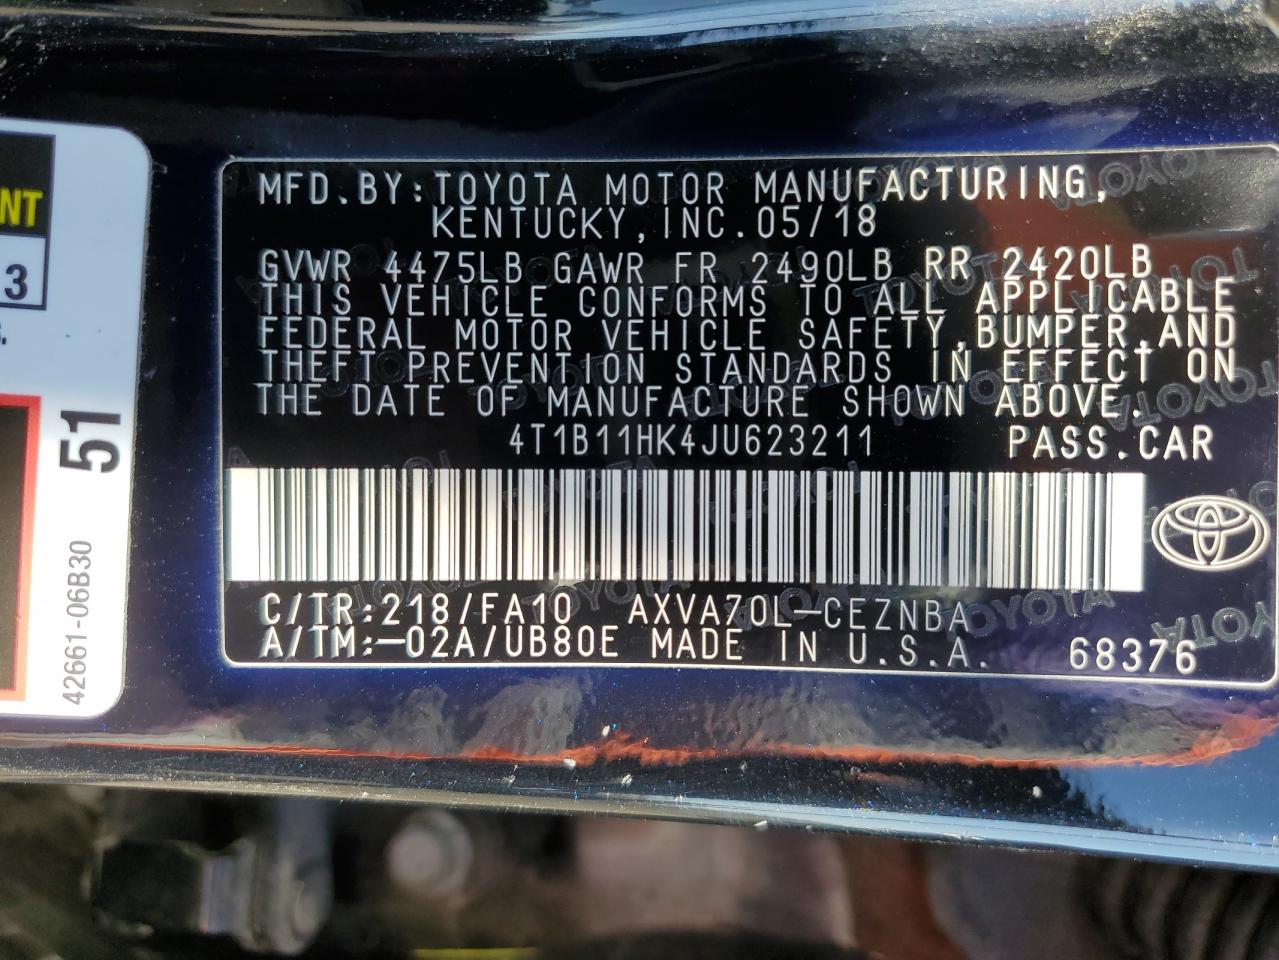 NT
3
51
42661-06B30
MFD.BY:TOYOTA MOTOR MANUFACTURING,
KENTUCKY,INC.05/18
GVWR 4475LB GAWR FR 2490LB RR 2420LB
THIS VEHICLE CONFORMS TO ALL APPLICABLE
FEDERAL MOTOR VEHICLE SAFETY,BUMPER,AND
THEFT PREVENTION STANDARDS IN EFFECT ON
THE DATE OF MANUFACTURE SHOWN ABOVE.
4T1B11HK4JU623211 PASS.CAR
C/TR:218/FA10 AXVA70L-CEZNBA
A/TM:-02A/UB80E MADE IN U.S.A. 68376